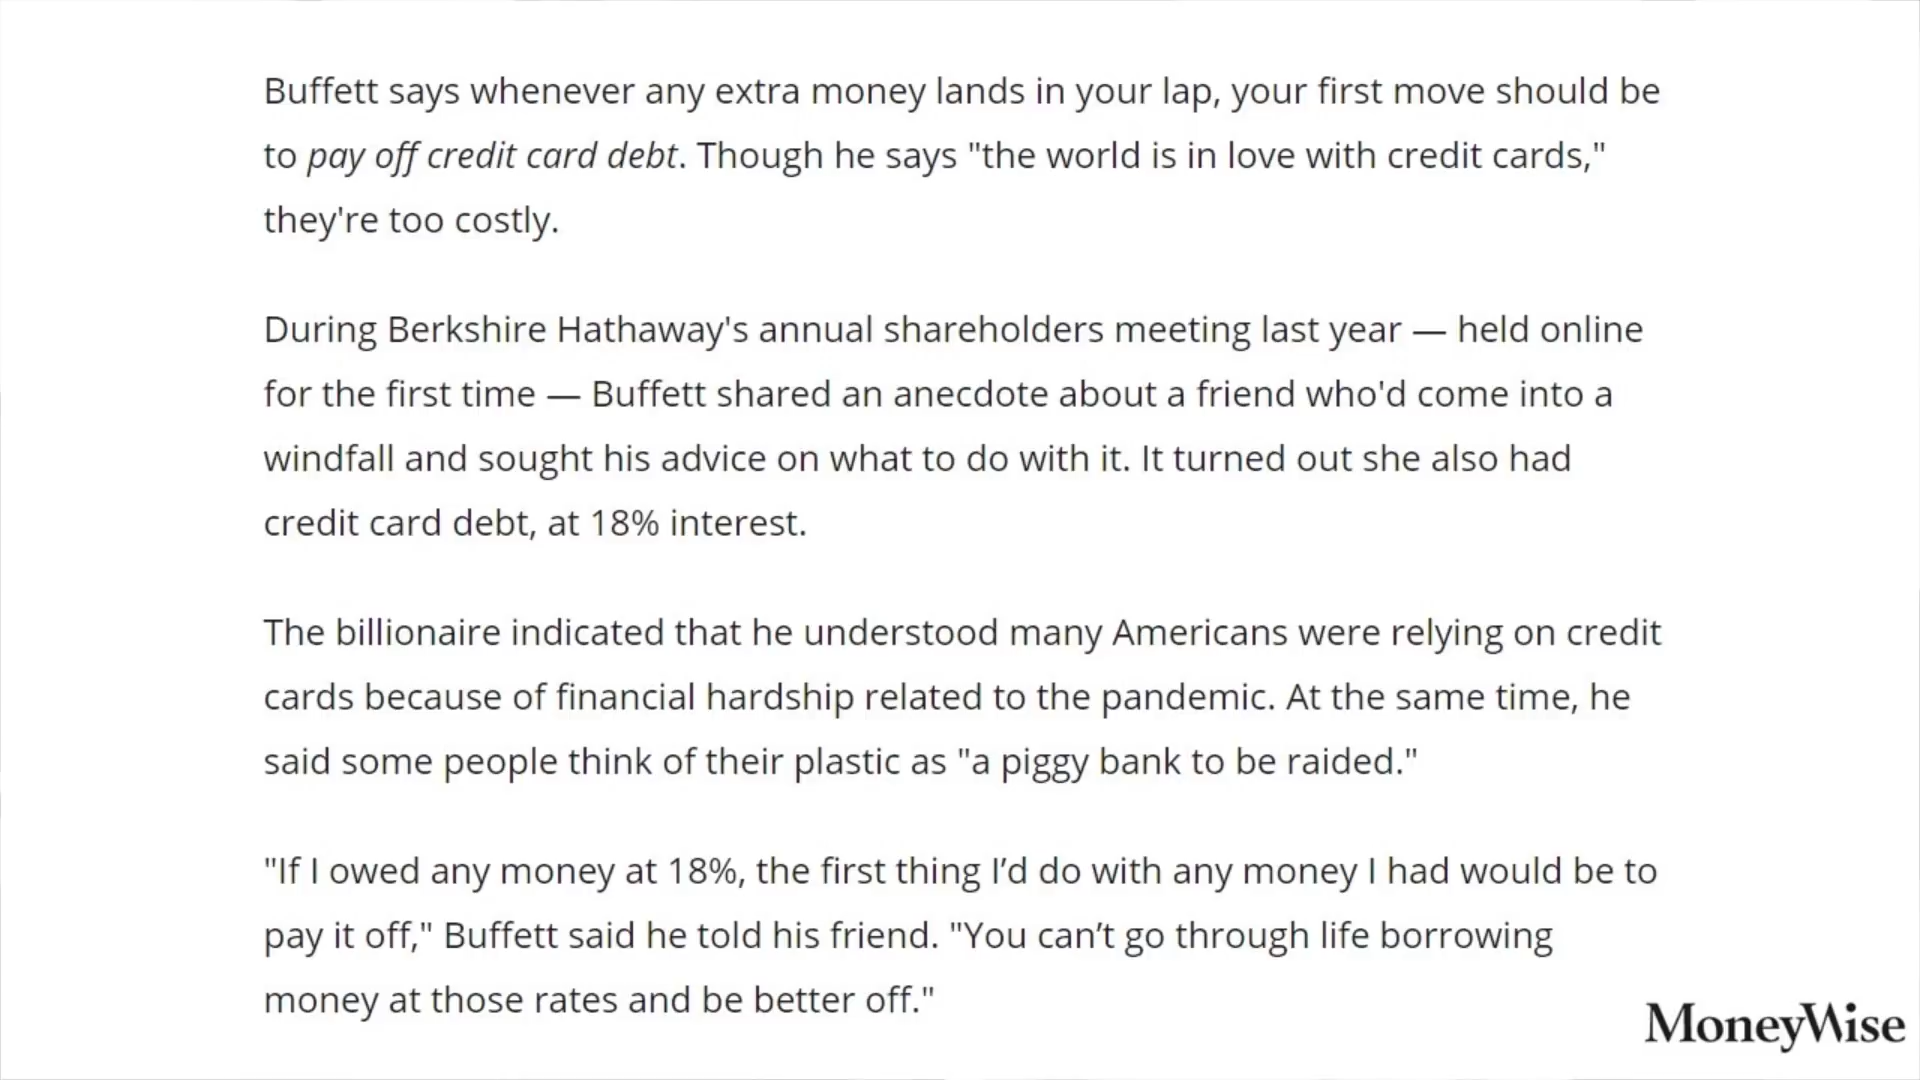 Buffett says whenever any extra money lands in your lap, your first move should be
to pay off credit card debt. Though he says "the world is in love with credit cards,"
they're too costly.
During Berkshire Hathaway's annual shareholders meeting last year — held online
for the first time — Buffett shared an anecdote about a friend who'd come into a
windfall and sought his advice on what to do with it. It turned out she also had
credit card debt, at 18% interest.
The billionaire indicated that he understood many Americans were relying on credit
cards because of financial hardship related to the pandemic. At the same time, he
said some people think of their plastic as "a piggy bank to be raided."
"If I owed any money at 18%, the first thing I’d do with any money I had would be to
pay it off," Buffett said he told his friend. "You can’t go through life borrowing
money at those rates and be better off."
MoneyWise